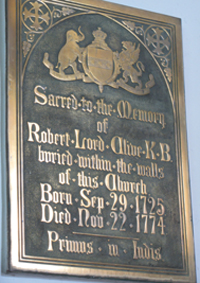 Sacred·to·the·Memory
of
Robert·Lord·Clive·K·B·
buried·within·the·walls
of·this·Church
Born·Sep·29·1725
Died·Nov·22·1774
Primus·in·Indis